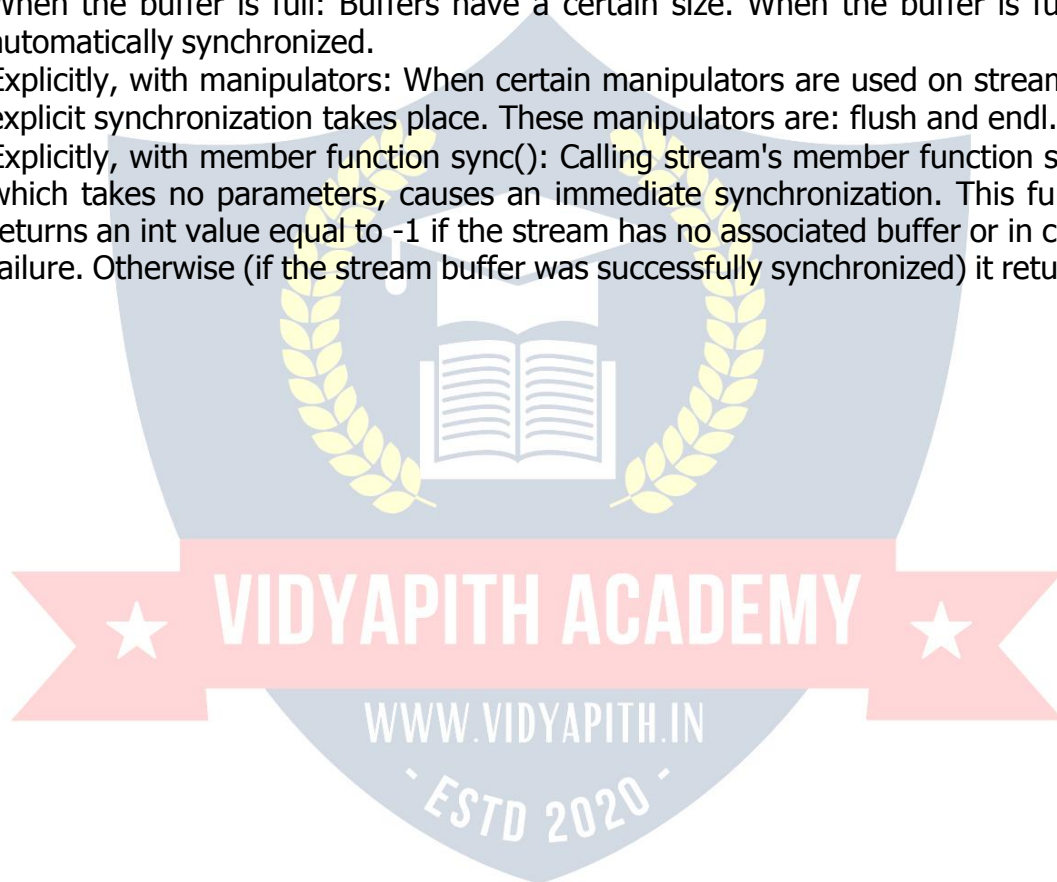 When the buffer is full: Buffers have a certain size. When the buffer is fu
automatically synchronized.
Explicitly, with manipulators: When certain manipulators are used on stream
explicit synchronization takes place. These manipulators are: flush and endl.
Explicitly, with member function sync(): Calling stream's member function s
which takes no parameters, causes an immediate synchronization. This fu
returns an int value equal to -1 if the stream has no associated buffer or in c
failure. Otherwise (if the stream buffer was successfully synchronized) it retu
VIDYAPITH ACADEMY
WWW.VIDYAPITH.IN
- ESTD 2020 -